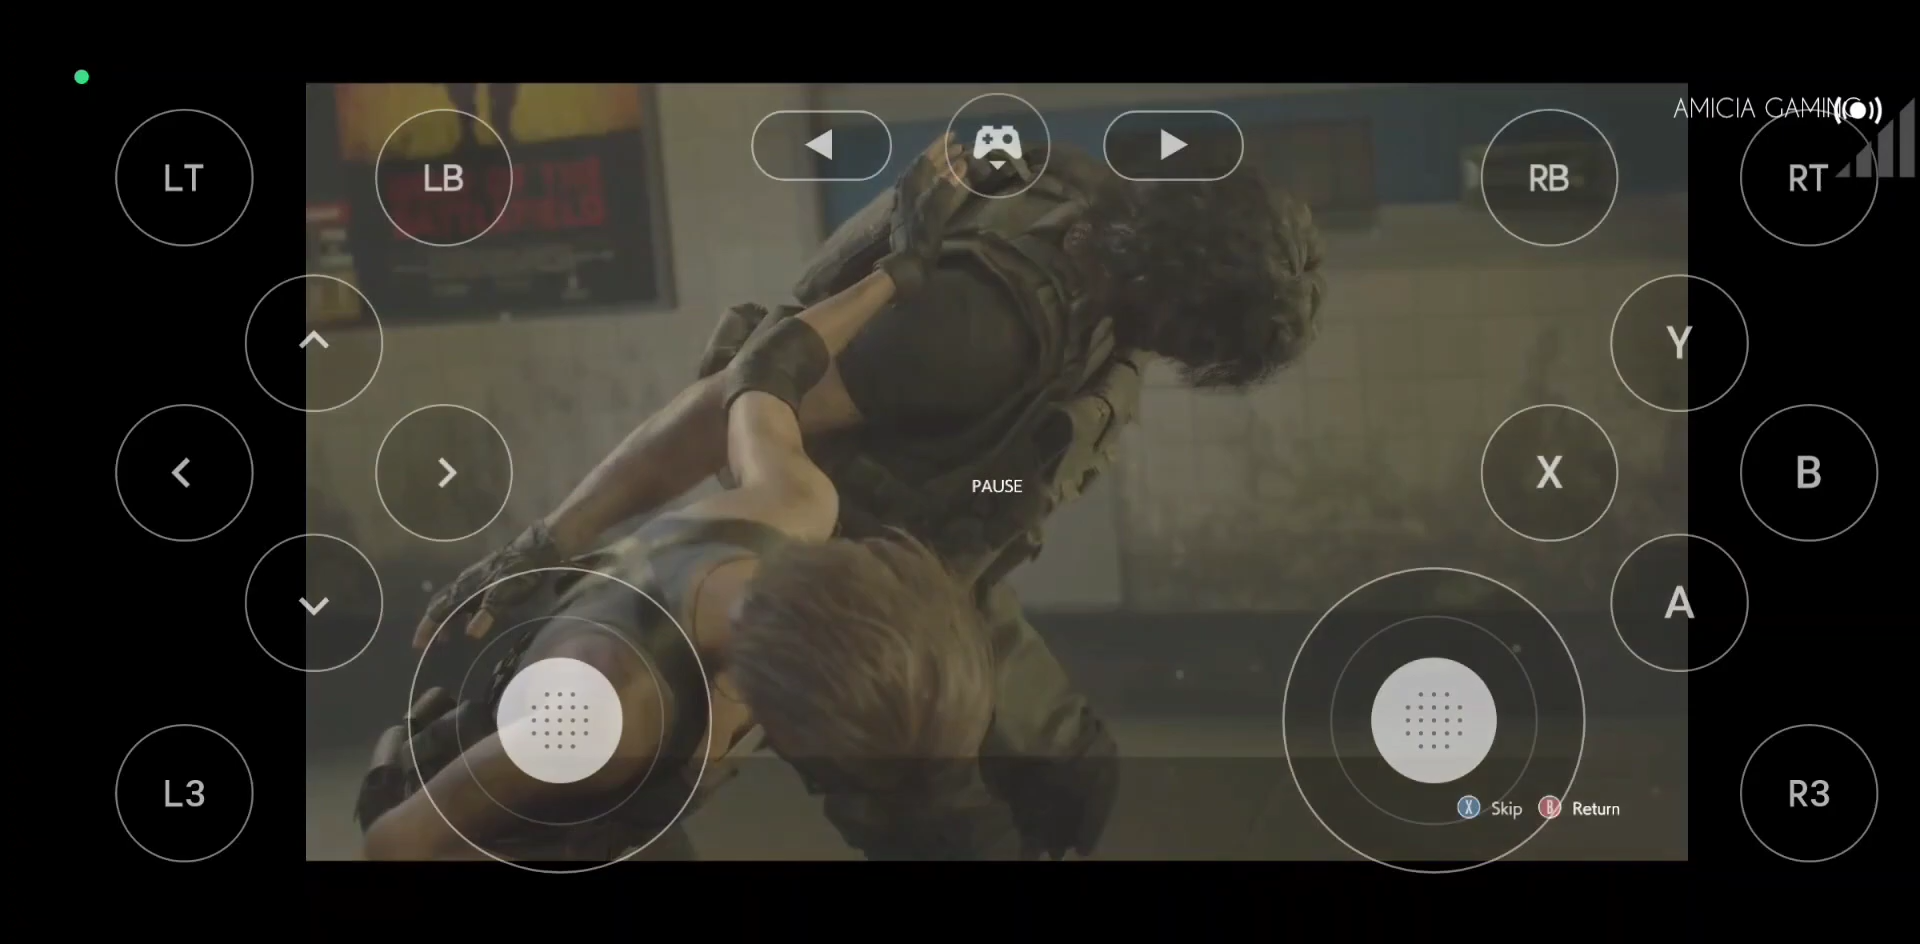 AMICIA GAMING
LT
LB
RB
RT
Y
X
B
PAUSE
A
L3
R3
X Skip B Return